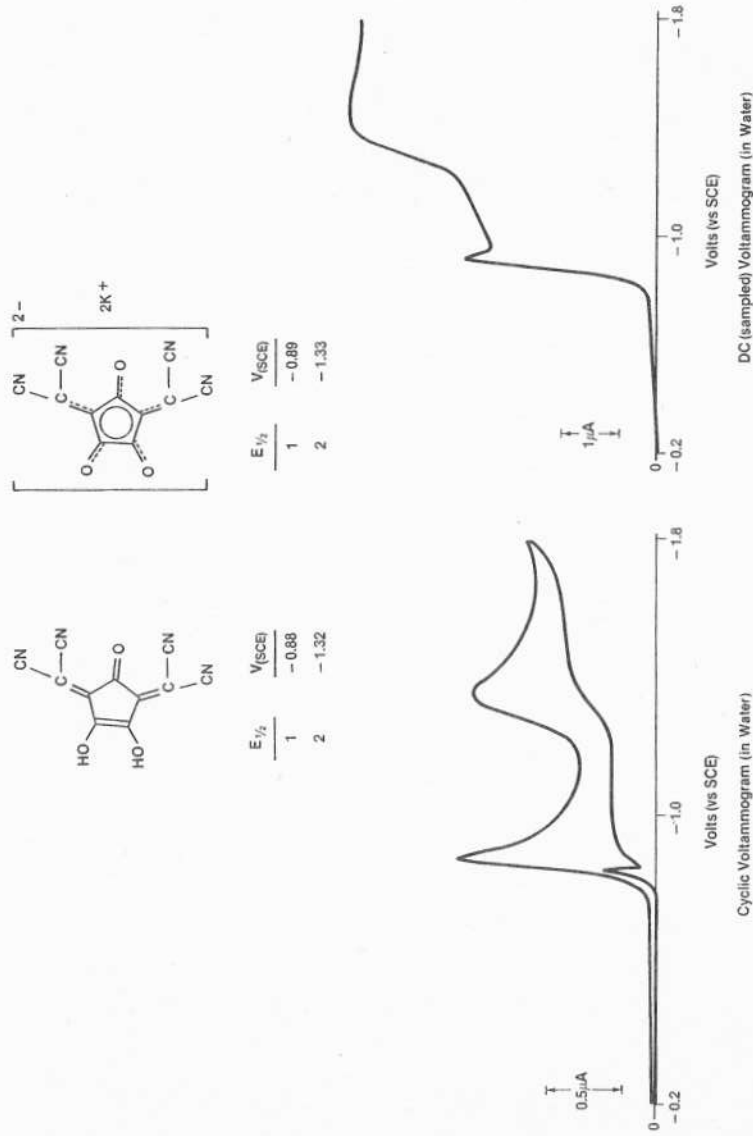 CN
CN
C
HO
O
HO
C
CN
CN
E ½ V(SCE)
1 – 0.88
2 – 1.32
2 –
CN
CN
C
O
O
O
C
CN
CN
2K +
E ½ V(SCE)
1 – 0.89
2 – 1.33
0.5μA
0
– 0.2
– 1.0
– 1.8
Volts (vs SCE)
Cyclic Voltammogram (in Water)
1μA
0
– 0.2
– 1.0
– 1.8
Volts (vs SCE)
DC (sampled) Voltammogram (in Water)